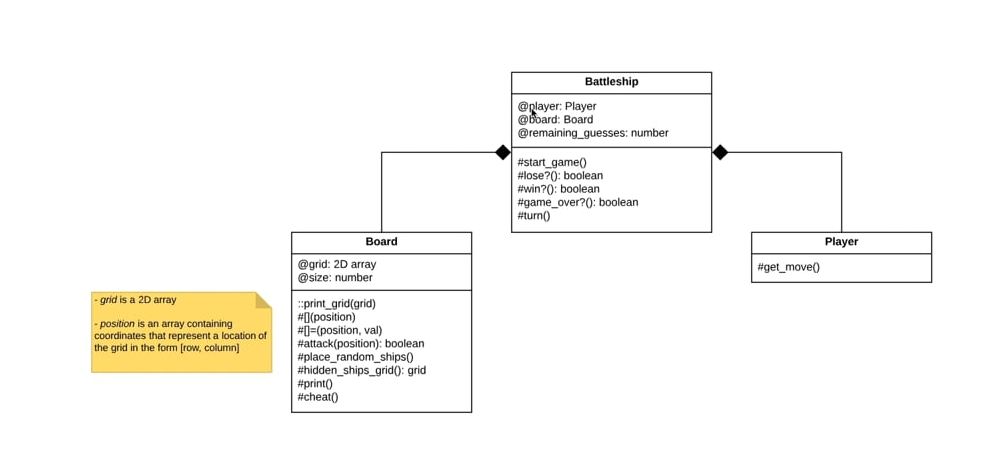 Battleship
@player: Player
@board: Board
@remaining_guesses: number
#start_game()
#lose?(): boolean
#win?(): boolean
#game_over?(): boolean
#turn()
Board
@grid: 2D array
@size: number
::print_grid(grid)
#[](position)
#[]=(position, val)
#attack(position): boolean
#place_random_ships()
#hidden_ships_grid(): grid
#print()
#cheat()
Player
#get_move()
- grid is a 2D array
- position is an array containing
coordinates that represent a location of
the grid in the form [row, column]